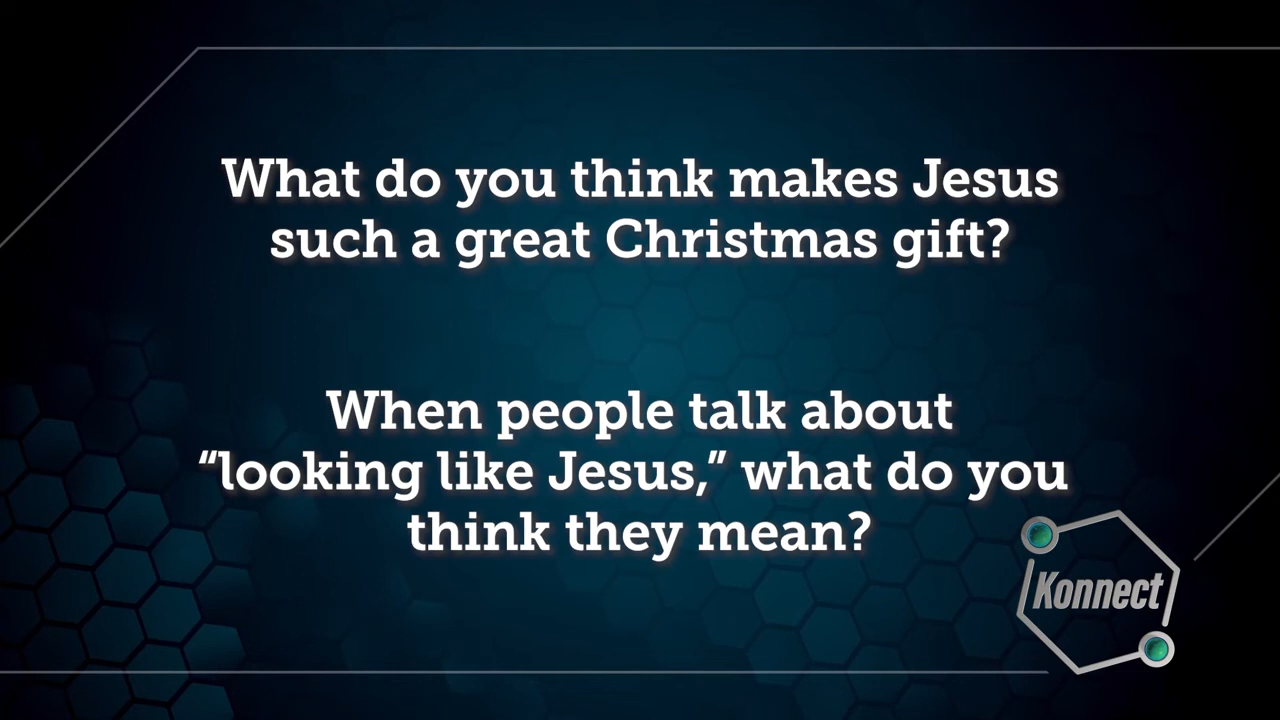 What do you think makes Jesus
such a great Christmas gift?
When people talk about
“looking like Jesus,” what do you
think they mean?
Konnect